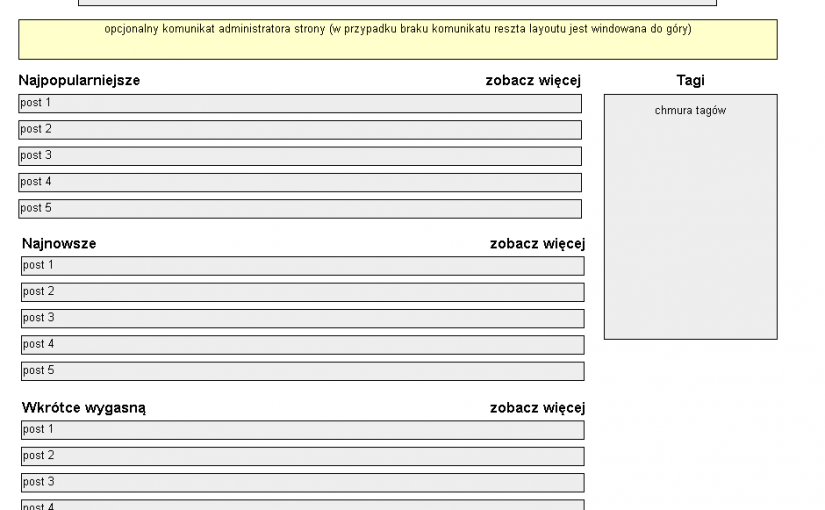 opcjonalny komunikat administratora strony (w przypadku braku komunikatu reszta layoutu jest windowana do góry)
Najpopularniejsze zobacz więcej
post 1
post 2
post 3
post 4
post 5
Tagi
chmura tagów
Najnowsze zobacz więcej
post 1
post 2
post 3
post 4
post 5
Wkrótce wygasną zobacz więcej
post 1
post 2
post 3
post 4